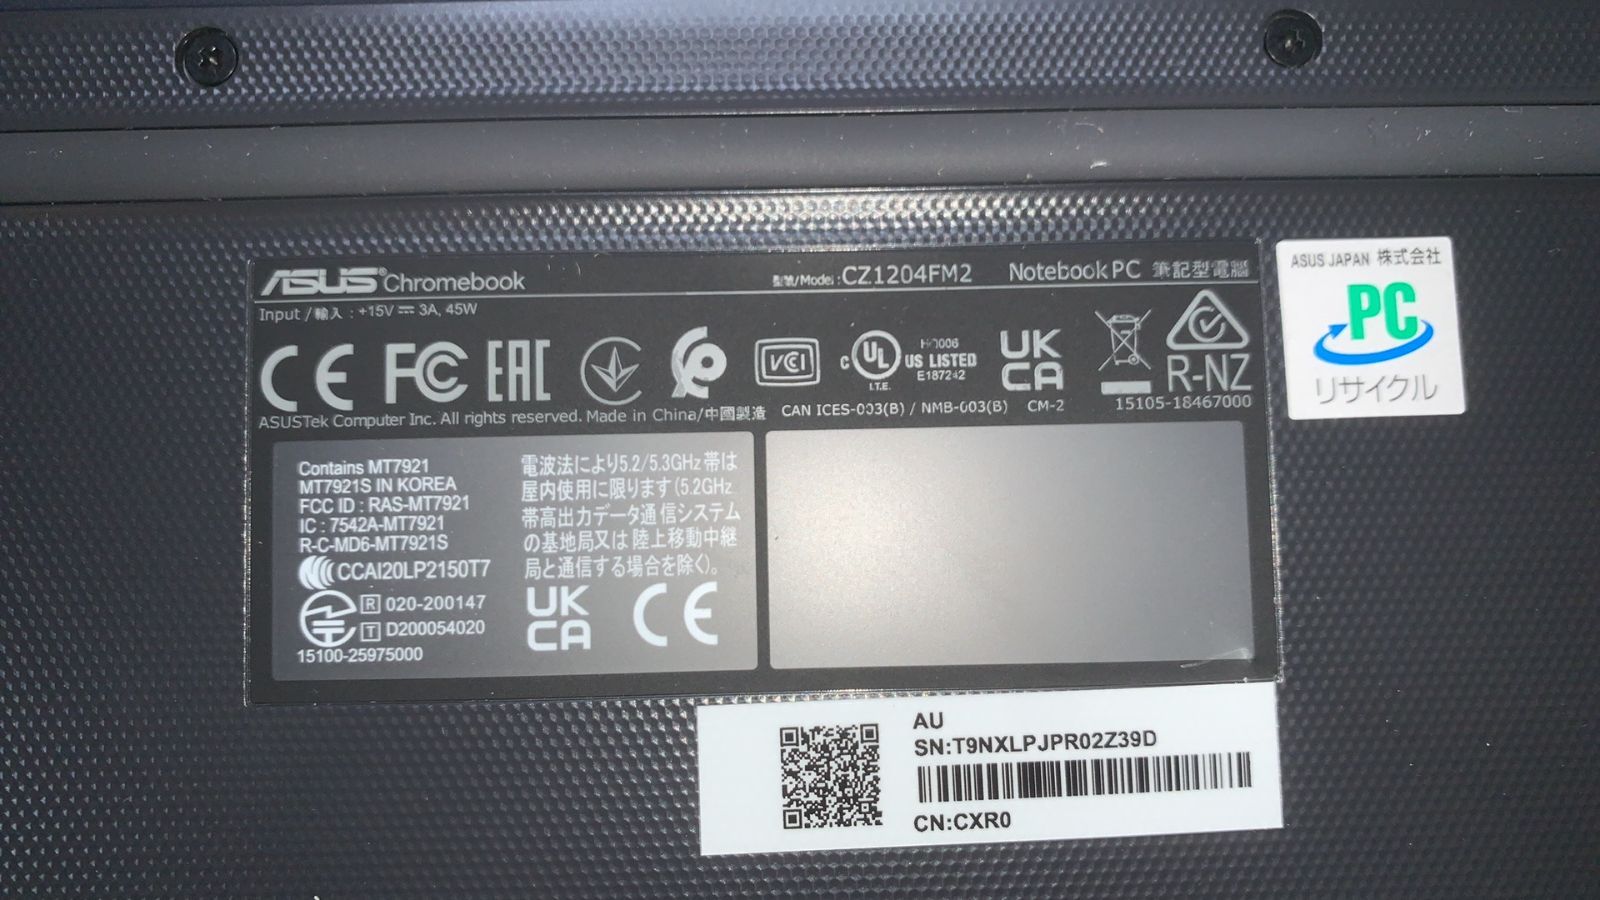 ASUS Chromebook
型號/Model : CZ1204FM2 Notebook PC 筆記型電腦
Input / 輸入 : +15V ⎓ 3A, 45W
CE FC EAC VCCI c UL US LISTED I.T.E. E187242 UK CA R-NZ
ASUSTek Computer Inc. All rights reserved. Made in China/中國製造 CAN ICES-003(B) / NMB-003(B) CM-2 15105-18467000
Contains MT7921
MT7921S IN KOREA
FCC ID : RAS-MT7921
IC : 7542A-MT7921
R-C-MD6-MT7921S
CCAI20LP2150T7
R 020-200147
T D200054020
15100-25975000
電波法により5.2/5.3GHz 帯は
屋内使用に限ります (5.2GHz
帯高出力データ通信システム
の基地局又は 陸上移動中継
局と通信する場合を除く)。
UK
CA CE
ASUS JAPAN 株式会社
PC
リサイクル
AU
SN:T9NXLPJPR02Z39D
CN:CXR0